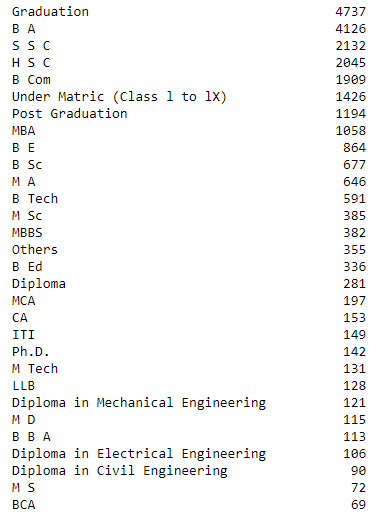 Graduation 4737
B A 4126
S S C 2132
H S C 2045
B Com 1909
Under Matric (Class l to lX) 1426
Post Graduation 1194
MBA 1058
B E 864
B Sc 677
M A 646
B Tech 591
M Sc 385
MBBS 382
Others 355
B Ed 336
Diploma 281
MCA 197
CA 153
ITI 149
Ph.D. 142
M Tech 131
LLB 128
Diploma in Mechanical Engineering 121
M D 115
B B A 113
Diploma in Electrical Engineering 106
Diploma in Civil Engineering 90
M S 72
BCA 69